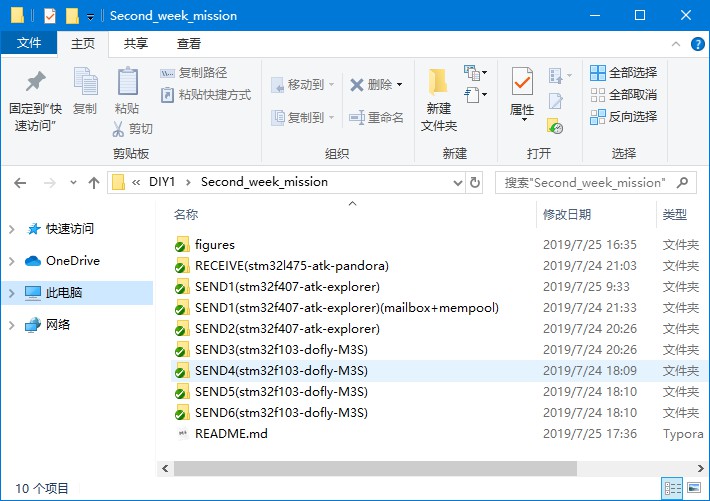 Second_week_mission
文件 主页 共享 查看
固定到"快速访问"
复制
粘贴
复制路径
粘贴快捷方式
剪切
剪贴板
移动到
复制到
删除
重命名
组织
新建文件夹
新建
属性
打开
全部选择
全部取消
反向选择
选择
« DIY1 > Second_week_mission
搜索"Second_week_mission"
快速访问
OneDrive
此电脑
网络
名称 修改日期 类型
figures 2019/7/25 16:35 文件夹
RECEIVE(stm32l475-atk-pandora) 2019/7/24 21:03 文件夹
SEND1(stm32f407-atk-explorer) 2019/7/25 9:33 文件夹
SEND1(stm32f407-atk-explorer)(mailbox+mempool) 2019/7/24 21:33 文件夹
SEND2(stm32f407-atk-explorer) 2019/7/24 20:26 文件夹
SEND3(stm32f103-dofly-M3S) 2019/7/24 20:26 文件夹
SEND4(stm32f103-dofly-M3S) 2019/7/24 18:09 文件夹
SEND5(stm32f103-dofly-M3S) 2019/7/24 18:10 文件夹
SEND6(stm32f103-dofly-M3S) 2019/7/24 18:10 文件夹
README.md 2019/7/25 17:36 Typora
10 个项目